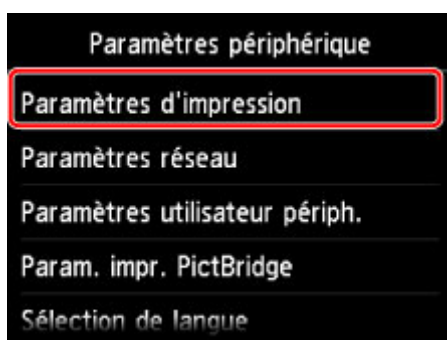 Paramètres périphérique
Paramètres d'impression
Paramètres réseau
Paramètres utilisateur périph.
Param. impr. PictBridge
Sélection de langue